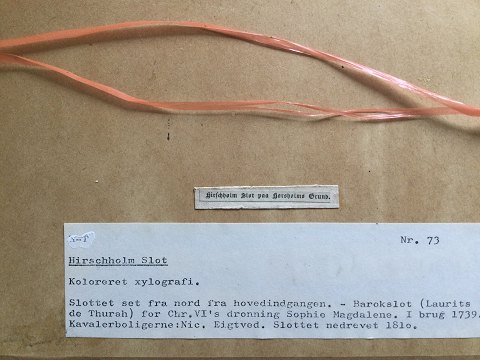 Hirschholm Slot paa Hørsholms Grund.
Nr. 73
Hirschholm Slot
Koloreret xylografi.
Slottet set fra nord fra hovedindgangen. - Barokslot (Laurits
de Thurah) for Chr.VI's dronning Sophie Magdalene. I brug 1739.
Kavalerboligerne:Nic. Eigtved. Slottet nedrevet 181o.